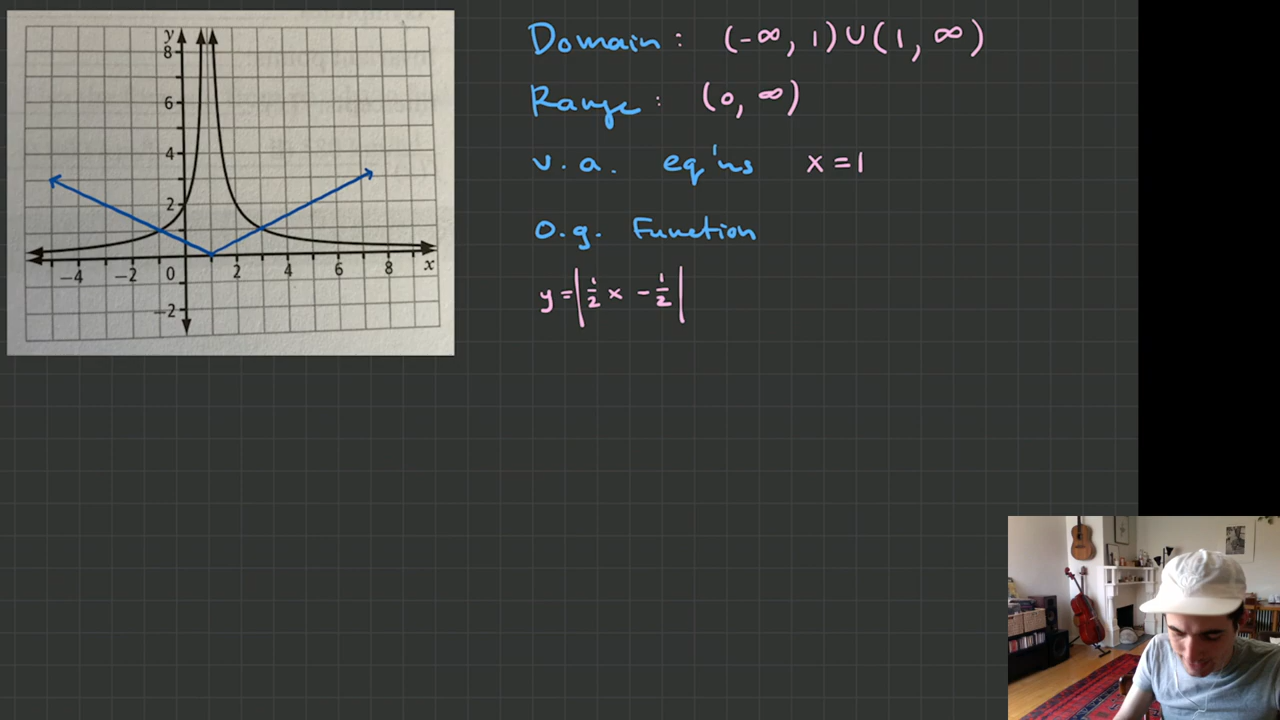 y
8
6
4
2
-4 -2 0 2 4 6 8 x
-2
Domain: (-∞, 1)∪(1, ∞)
Range: (0, ∞)
v.a. eq'ns x=1
o.g. Function
y=|½x - ½|